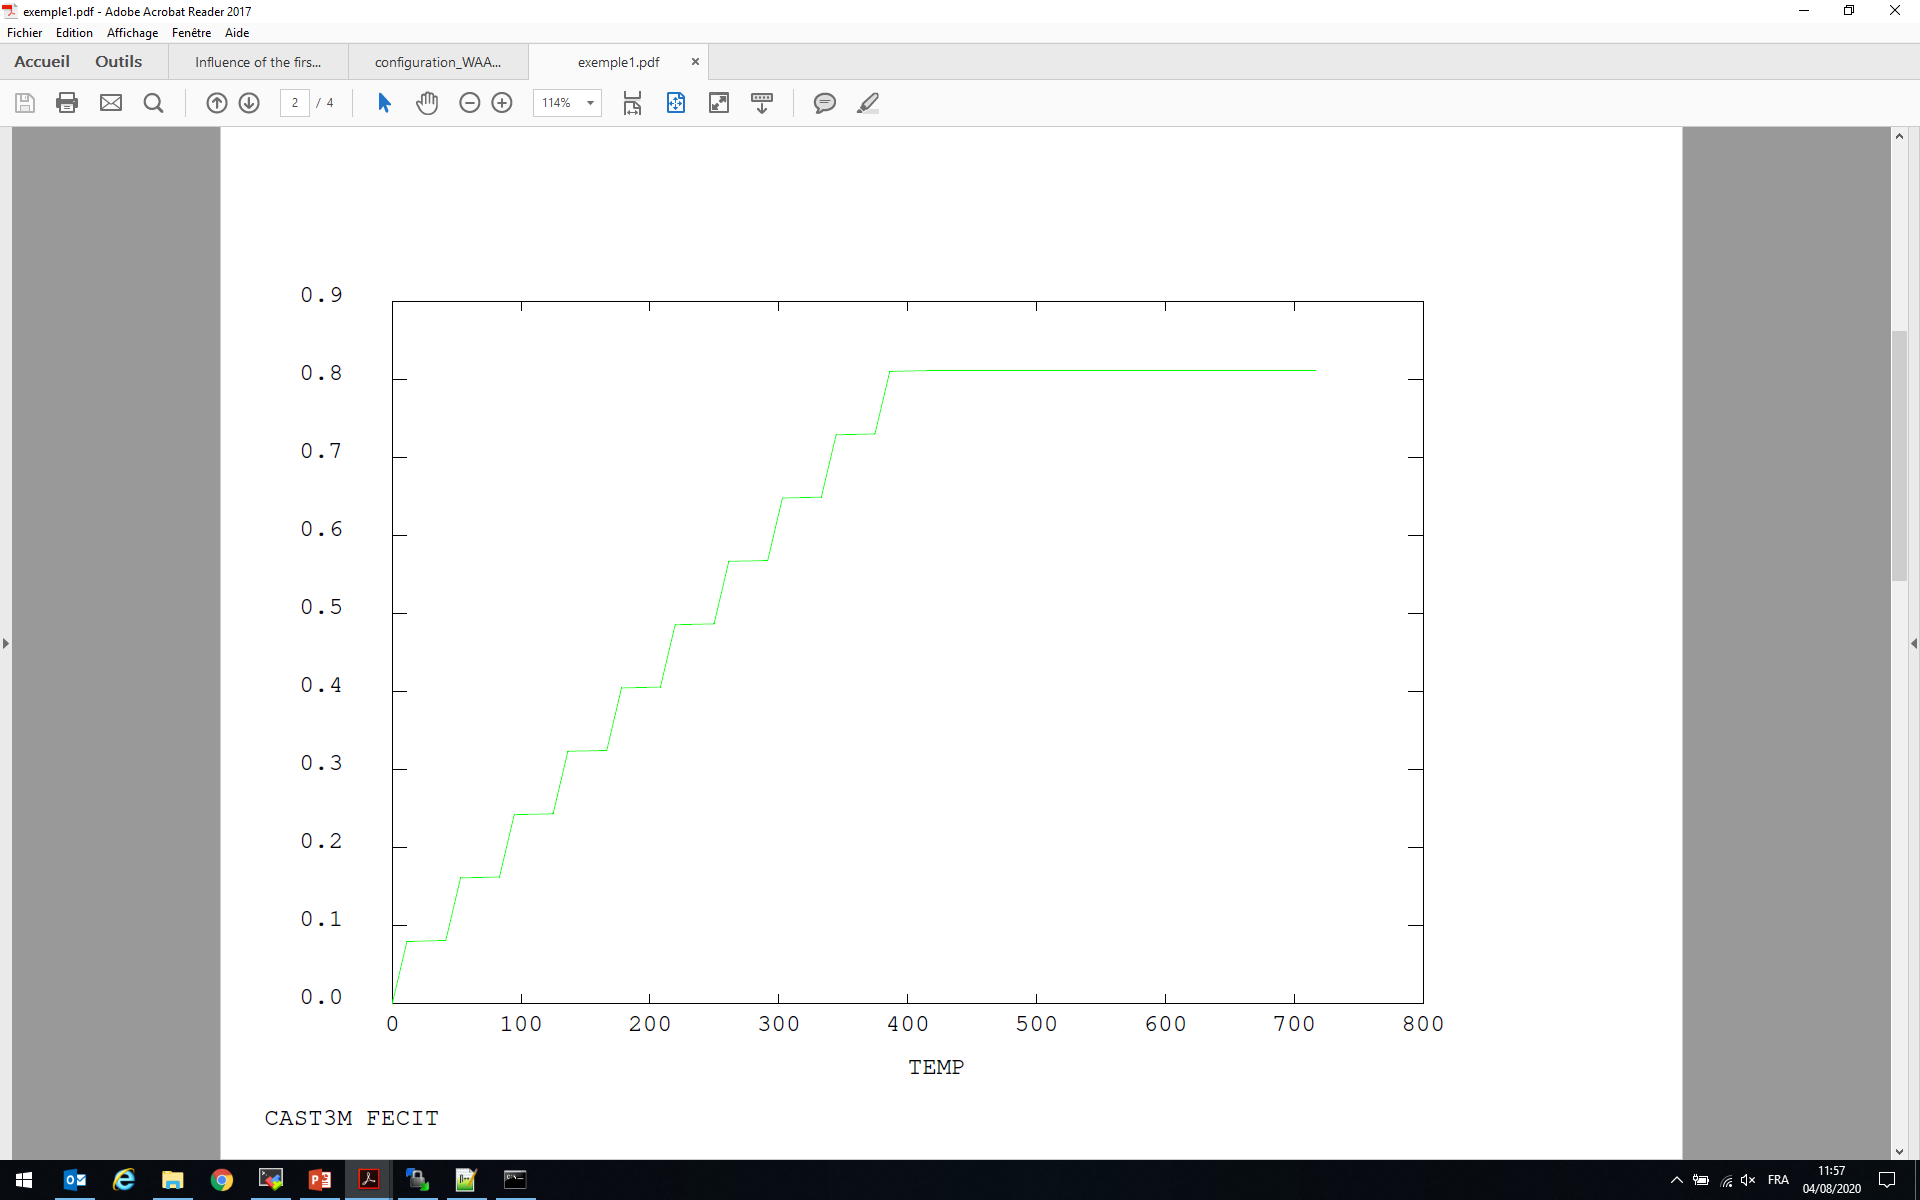 exemple1.pdf - Adobe Acrobat Reader 2017
Fichier Edition Affichage Fenêtre Aide
Accueil Outils Influence of the firs... configuration_WAA... exemple1.pdf
2 / 4 114%
0.9
0.8
0.7
0.6
0.5
0.4
0.3
0.2
0.1
0.0
0 100 200 300 400 500 600 700 800
TEMP
CAST3M FECIT
FRA
11:57
04/08/2020